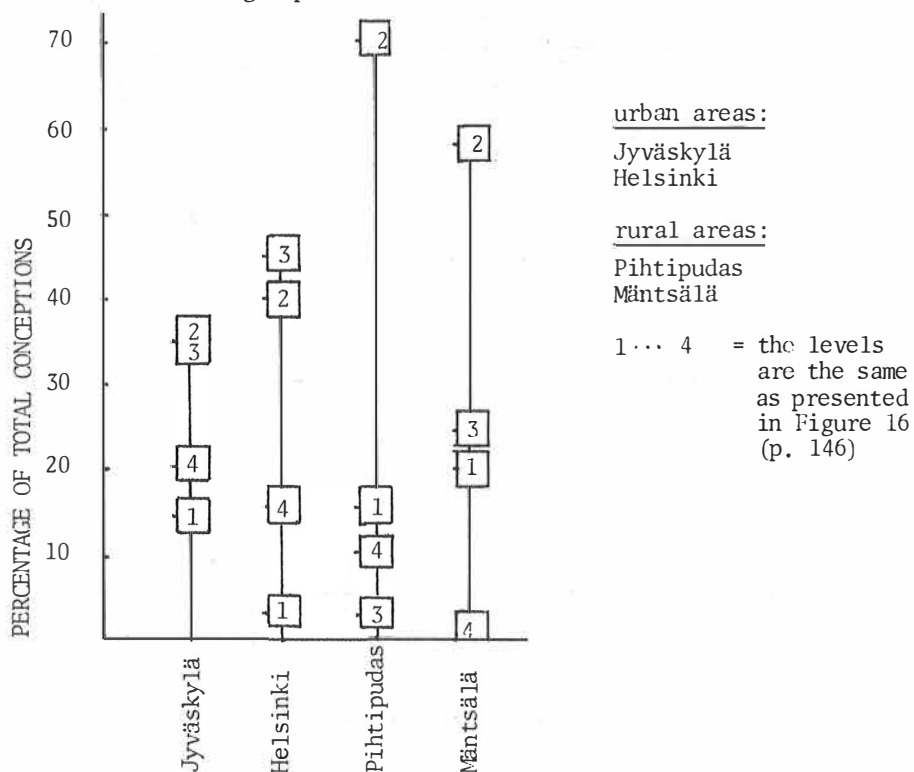 70
60
50
40
30
20
10
PERCENTAGE OF TOTAL CONCEPTIONS
2
3
4
1
3
2
4
1
2
1
4
3
2
3
1
4
Jyväskylä
Helsinki
Pihtipudas
Mäntsälä
urban areas:
Jyväskylä
Helsinki
rural areas:
Pihtipudas
Mäntsälä
1 ··· 4 = the levels
are the same
as presented
in Figure 16
(p. 146)